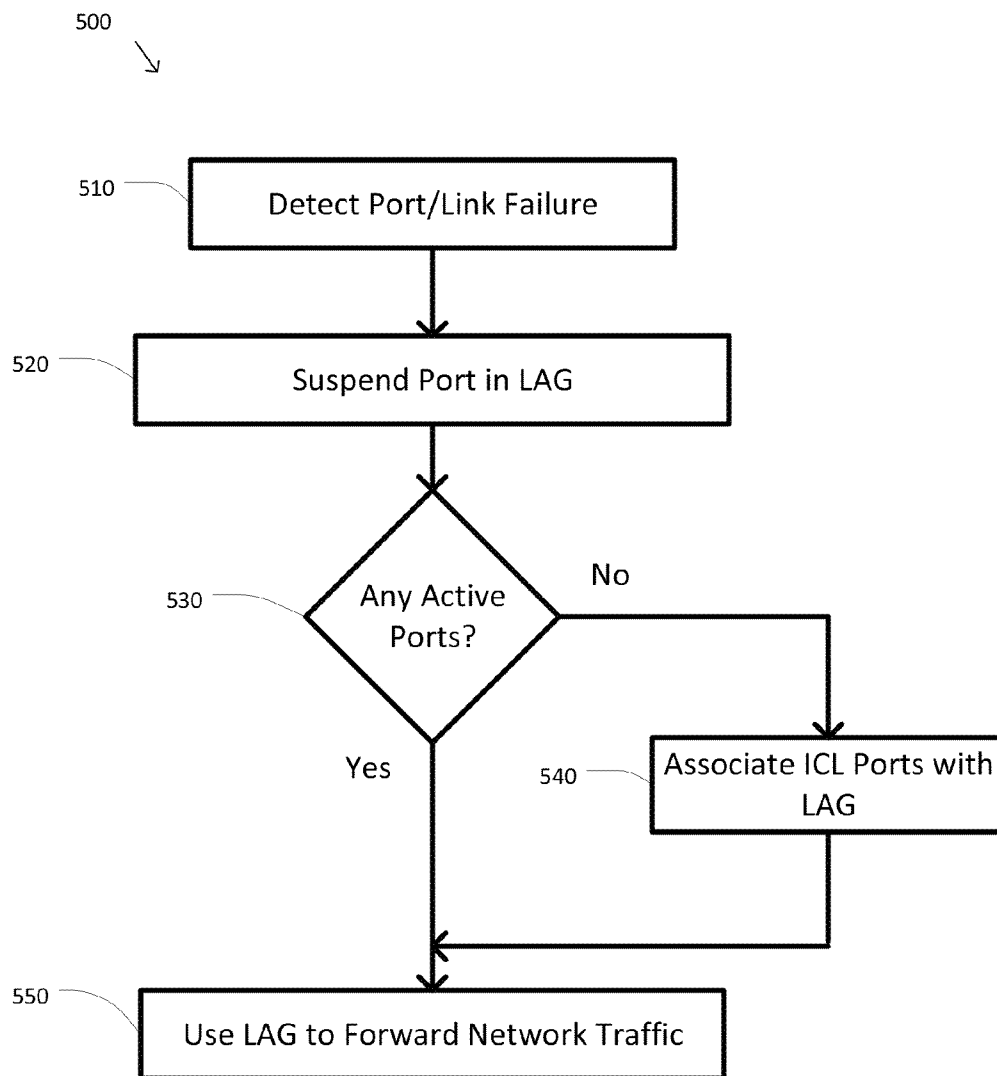 500
510
Detect Port/Link Failure
520
Suspend Port in LAG
530
Any Active
Ports?
No
Yes
540
Associate ICL Ports with
LAG
550
Use LAG to Forward Network Traffic